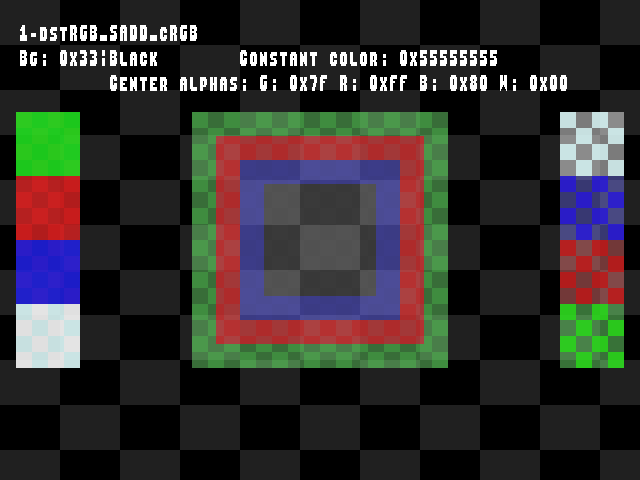 1-dstRGB_SADD_cRGB
Bg: 0x33¦Black Constant color: 0x55555555
Center alphas: G: 0x7f R: 0xff B: 0x80 W: 0x00